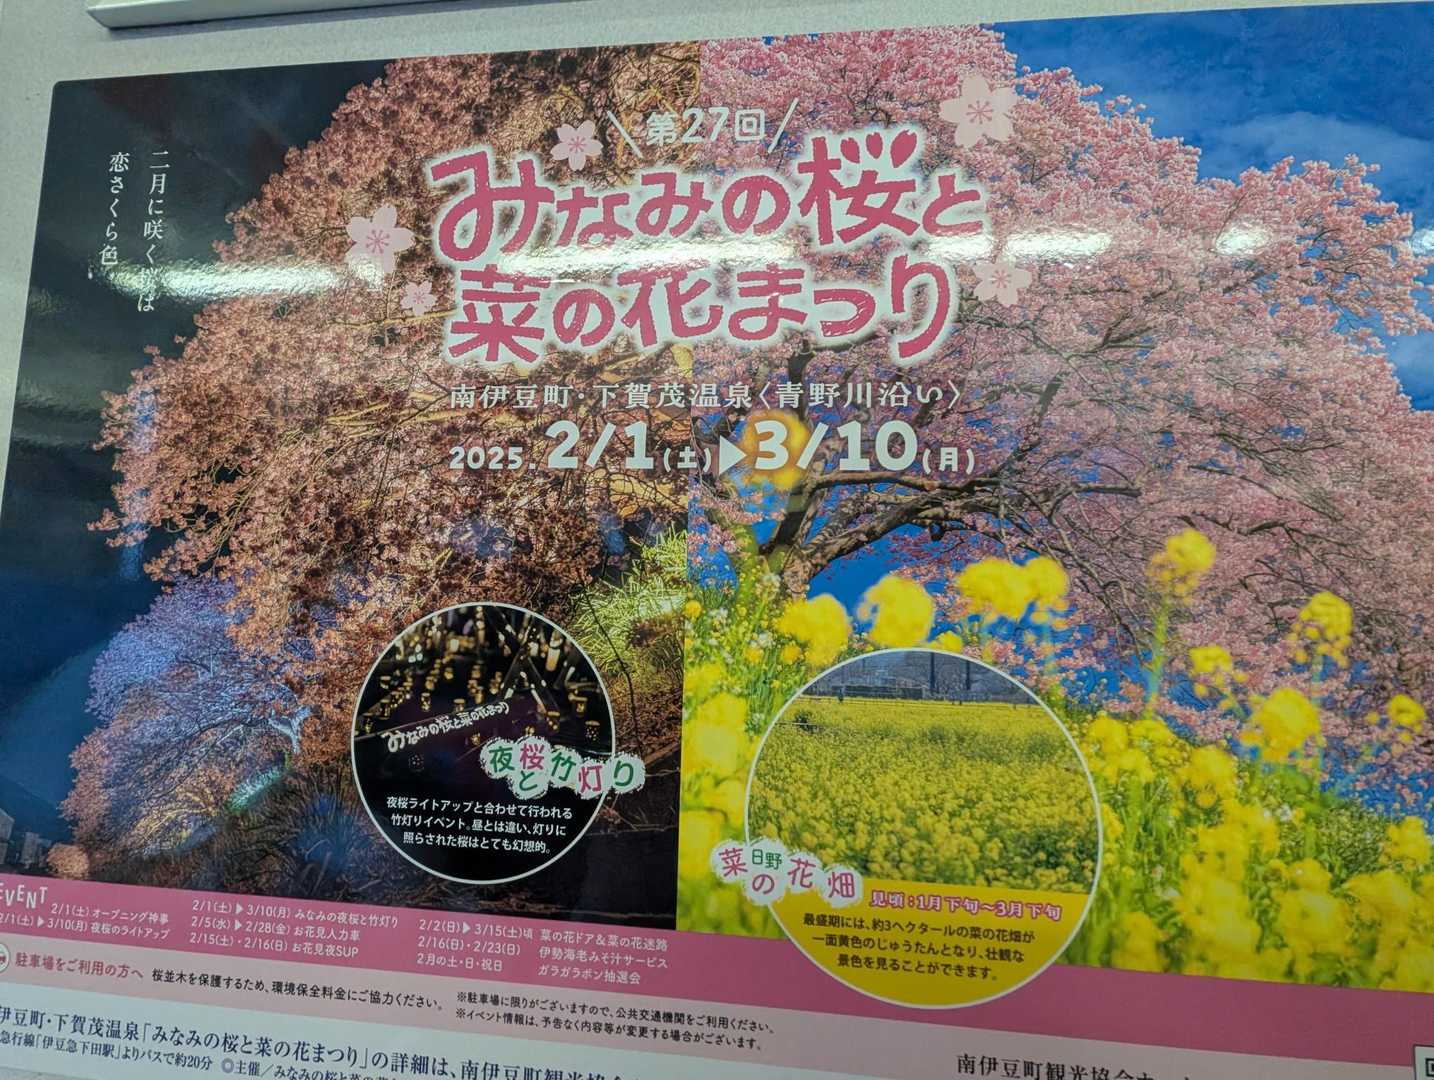 第27回
みなみの桜と
菜の花まつり
二月に咲く桜は
恋さくら色
南伊豆町・下賀茂温泉〈青野川沿い〉
2025. 2/1(土)▶3/10(月)
みなみの桜と菜の花まつり
夜桜と竹灯り
夜桜ライトアップと合わせて行われる
竹灯りイベント。昼とは違い、灯りに
照らされた桜はとても幻想的。
日野
菜の花畑
見頃:1月下旬〜3月下旬
最盛期には、約3ヘクタールの菜の花畑が
一面黄色のじゅうたんとなり、壮観な
景色を見ることができます。
EVENT
2/1(土) オープニング神事
2/1(土)▶3/10(月) 夜桜のライトアップ
2/1(土)▶3/10(月) みなみの夜桜と竹灯り
2/5(水)▶2/28(金) お花見人力車
2/15(土)・2/16(日) お花見夜SUP
2/2(日)▶3/15(土)頃 菜の花ドア&菜の花迷路
2/16(日)・2/23(日) 伊勢海老みそ汁サービス
2月の土・日・祝日 ガラガラポン抽選会
駐車場をご利用の方へ 桜並木を保護するため、環境保全料金にご協力ください。
※駐車場に限りがございますので、公共交通機関をご利用ください。
※イベント情報は、予告なく内容等が変更する場合がございます。
伊豆町・下賀茂温泉「みなみの桜と菜の花まつり」の詳細は、南伊豆町観光協会
急行線「伊豆急下田駅」よりバスで約20分 ◎主催/みなみの桜と菜の花
南伊豆町観光協会